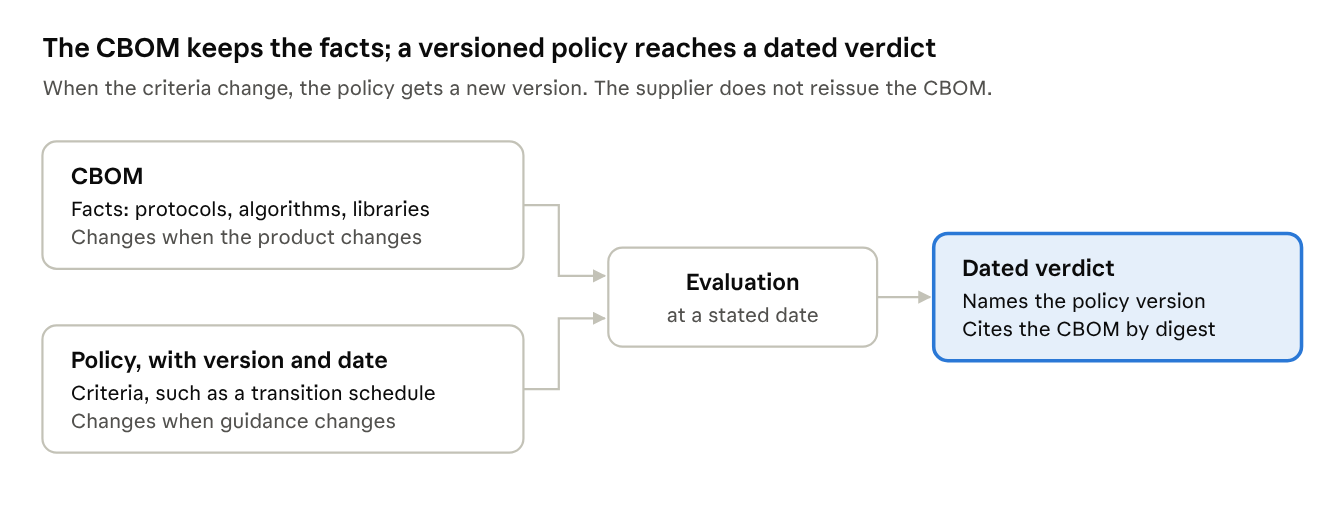 The CBOM keeps the facts; a versioned policy reaches a dated verdict
When the criteria change, the policy gets a new version. The supplier does not reissue the CBOM.
CBOM
Facts: protocols, algorithms, libraries
Changes when the product changes
Policy, with version and date
Criteria, such as a transition schedule
Changes when guidance changes
Evaluation
at a stated date
Dated verdict
Names the policy version
Cites the CBOM by digest